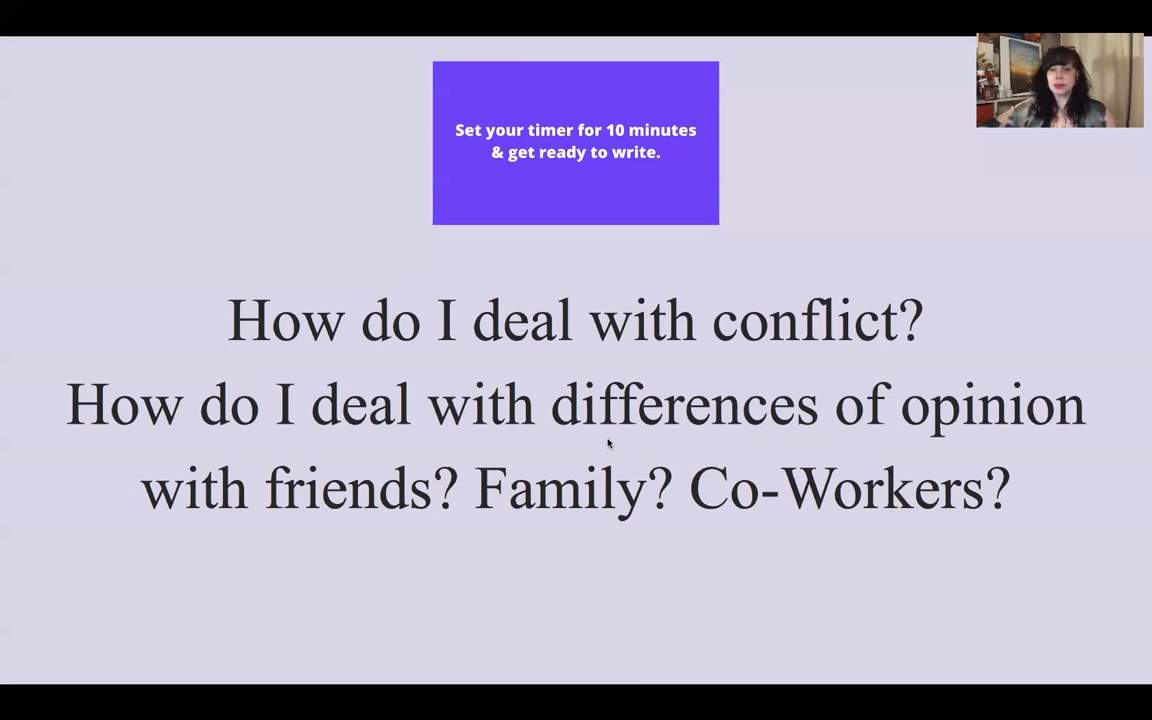 Set your timer for 10 minutes
& get ready to write.
How do I deal with conflict?
How do I deal with differences of opinion
with friends? Family? Co-Workers?